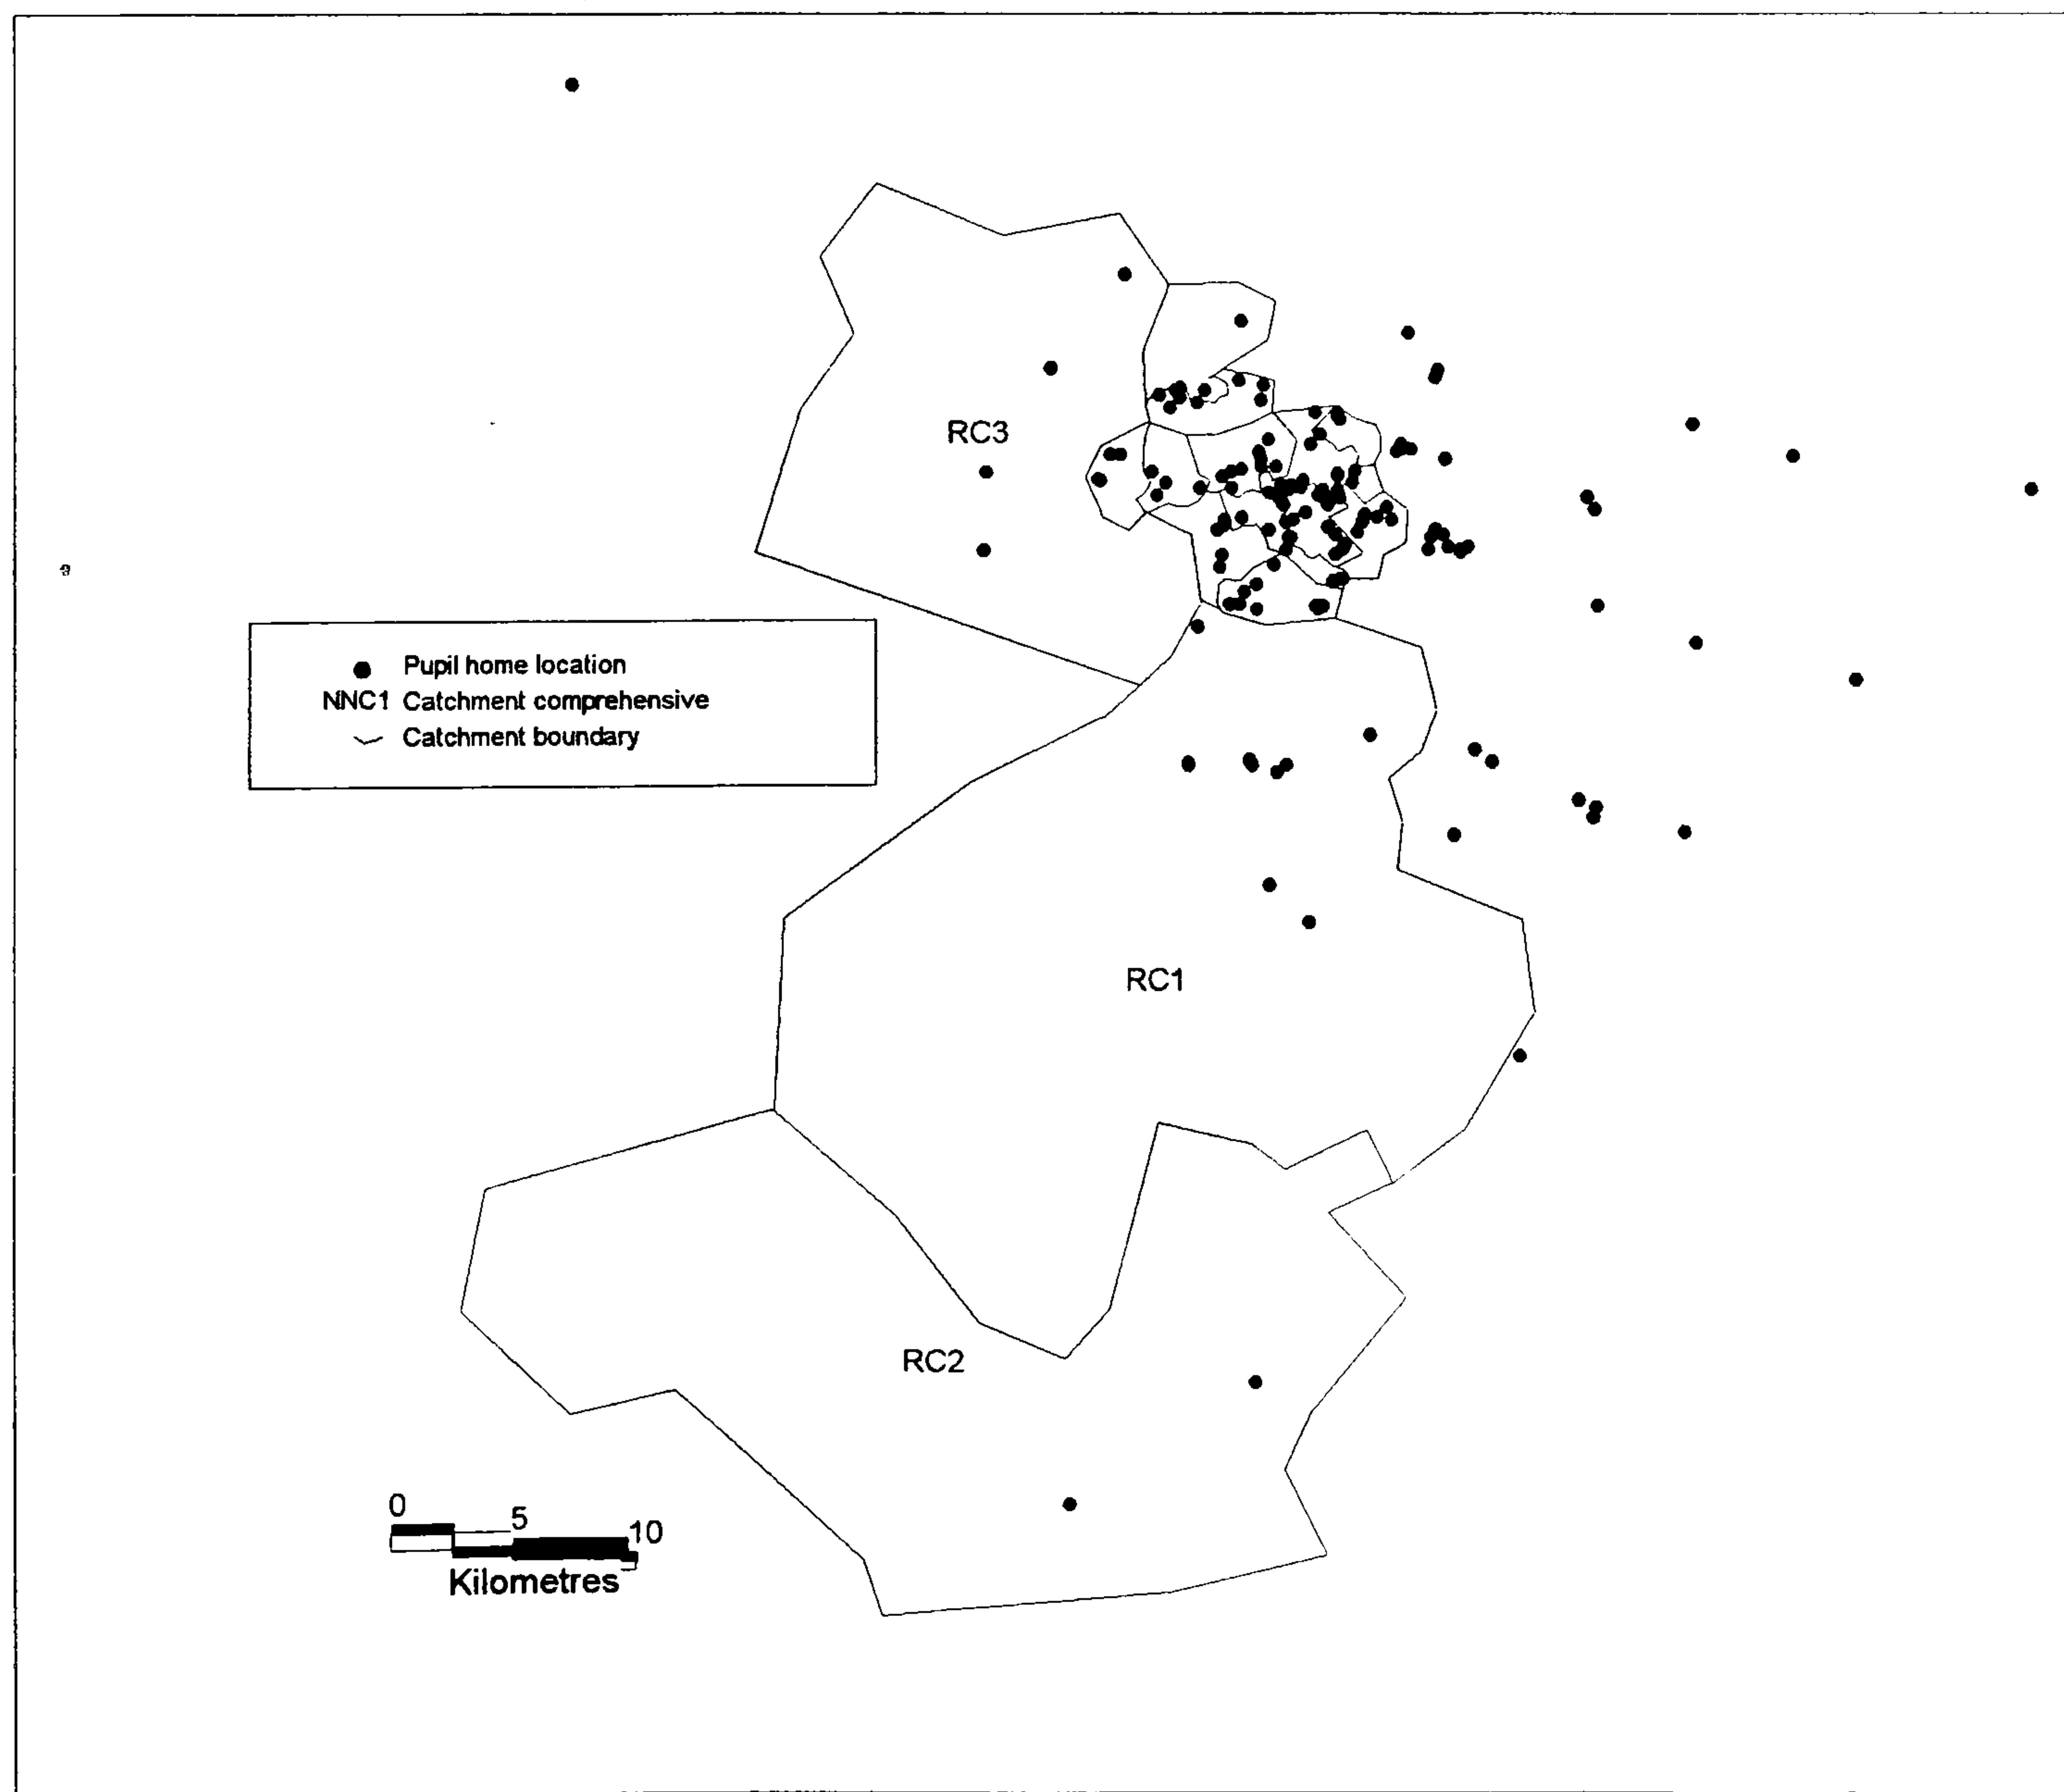 RC3
Pupil home location
NNC1 Catchment comprehensive
Catchment boundary
RC1
RC2
0 5 10
Kilometres